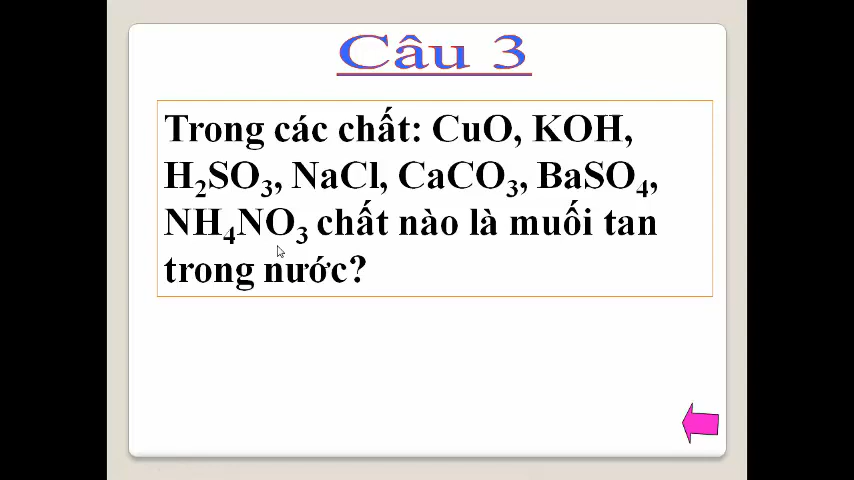 Câu 3
Trong các chất: CuO, KOH,
H₂SO₃, NaCl, CaCO₃, BaSO₄,
NH₄NO₃ chất nào là muối tan
trong nước?